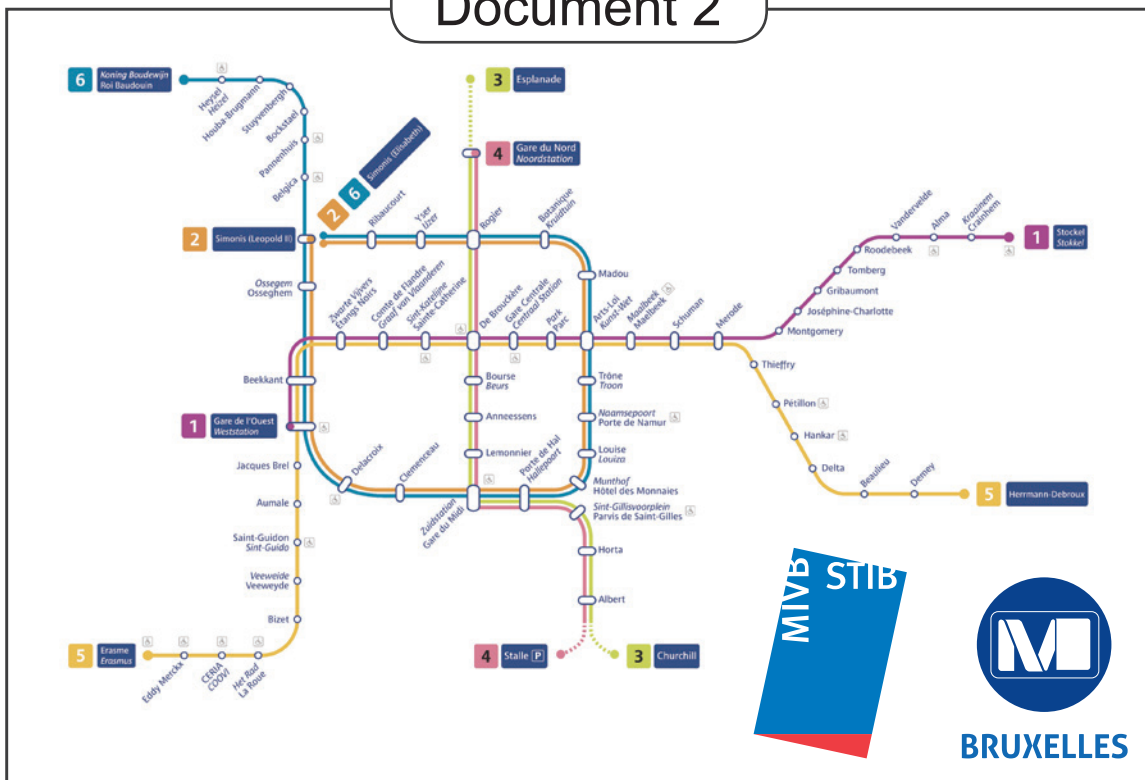 Document 2
6
Koning Boudewijn
Roi Baudouin
Heysel
Heizel
Houba-Brugmann
Stuyvenbergh
Bockstael
Pannenhuis
Belgica
3
Esplanade
4
Gare du Nord
Noordstation
2
6
Simonis (Elisabeth)
2
Simonis (Leopold II)
Ribaucourt
Yser
IJzer
Rogier
Botanique
Kruidtuin
Madou
Ossegem
Osseghem
Zwarte Vijvers
Etangs Noirs
Comte de Flandre
Graaf van Vlaanderen
Sint-Katelijne
Sainte-Catherine
De Brouckère
Gare Centrale
Centraal Station
Park
Parc
Arts-Loi
Kunst-Wet
Maalbeek
Maelbeek
Schuman
Merode
Montgomery
Joséphine-Charlotte
Gribaumont
Tomberg
Roodebeek
Vandervelde
Alma
Kraainem
Crainhem
1
Stockel
Stokkel
Beekkant
1
Gare de l'Ouest
Weststation
Bourse
Beurs
Anneessens
Lemonnier
Trône
Troon
Naamsepoort
Porte de Namur
Louise
Louiza
Munthof
Hôtel des Monnaies
Sint-Gillisvoorplein
Parvis de Saint-Gilles
Horta
Albert
Delacroix
Clemenceau
Zuidstation
Gare du Midi
Porte de Hal
Hallepoort
Thieffry
Pétillon
Hankar
Delta
Beaulieu
Demey
5
Herrmann-Debroux
Jacques Brel
Aumale
Saint-Guidon
Sint-Guido
Veeweide
Veeweyde
Bizet
5
Erasme
Erasmus
Eddy Merckx
CERIA
COOVI
Het Rad
La Roue
4
Stalle P
3
Churchill
MIVB
STIB
M
BRUXELLES